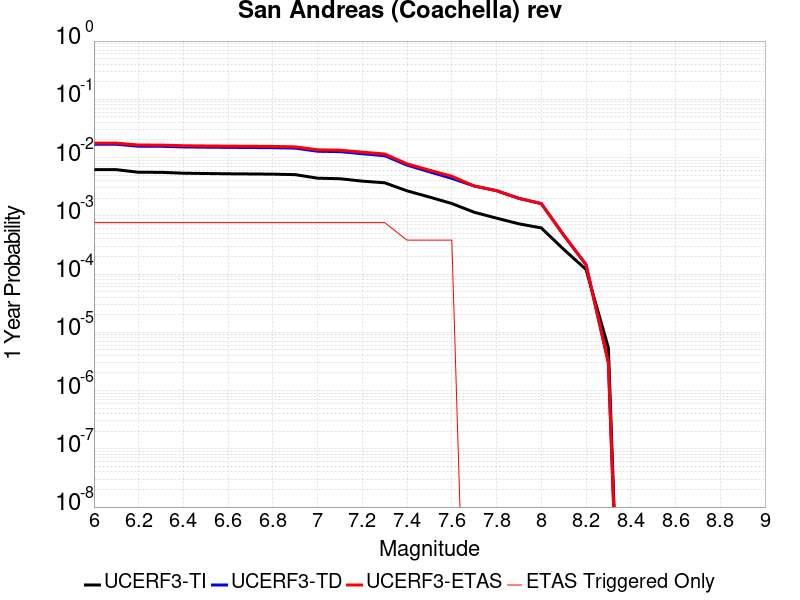 San Andreas (Coachella) rev
10^0
10^-1
10^-2
10^-3
10^-4
10^-5
10^-6
10^-7
10^-8
1 Year Probability
6 6.2 6.4 6.6 6.8 7 7.2 7.4 7.6 7.8 8 8.2 8.4 8.6 8.8 9
Magnitude
UCERF3-TI UCERF3-TD UCERF3-ETAS ETAS Triggered Only